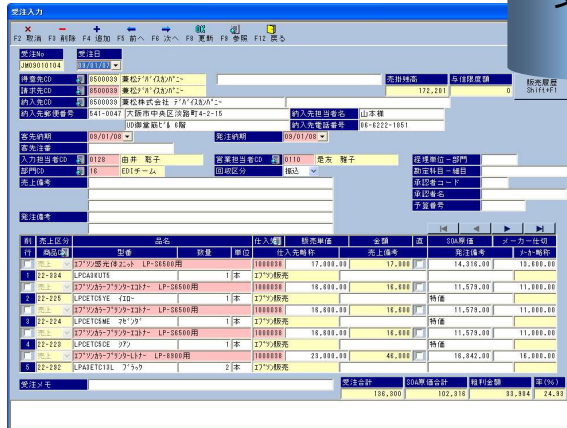 受注入力
F2 取消 F3 削除 F4 追加 F5 前へ F6 次へ F8 更新 F9 参照 F12 戻る
受注No 受注日
JM09010104
得意先CD 8500039 兼松ﾃﾞﾊﾞｲｽｶﾝﾊﾟﾆｰ 売掛残高 与信限度額 販売履歴
請求先CD 8500039 兼松ﾃﾞﾊﾞｲｽｶﾝﾊﾟﾆｰ 172,201 0 Shift+F1
納入先CD 8500039 兼松株式会社 ﾃﾞﾊﾞｲｽｶﾝﾊﾟﾆｰ
納入先郵便番号 541-0047 大阪市中央区淡路町4-2-15 納入先担当者名 山本様
UD御堂筋ﾋﾞﾙ 6階 納入先電話番号 06-6222-1851
客先納期 09/01/08 発注納期 09/01/08
客先注番
入力担当者CD 0128 由井 聡子 営業担当者CD 0110 是友 雅子 経理単位-部門
部門CD 16 EDIチーム 回収区分 振込 勘定科目-細目
売上備考 承認者コード
承認者名
予算番号
発注備考
削 売上区分 品名 仕入先 販売単価 金額 直 SOA原価 メーカー仕切
行 商品CD 型番 数量 単位 仕入先略称 売上備考 発注備考 ﾒｰｶｰ略称
売上 ｴﾌﾟｿﾝ感光体ﾕﾆｯﾄ LP-S6500用 1000038 17,000.00 17,000 14,316.00 13,600.00
1 22-334 LPCA3KUT5 1 本 ｴﾌﾟｿﾝ販売
売上 ｴﾌﾟｿﾝｶﾗｰﾌﾟﾘﾝﾀｰｴｺﾄﾅｰ LP-S6500用 1000038 16,600.00 16,600 11,579.00 11,000.00
2 22-225 LPCETC5YE ｲｴﾛｰ 1 本 ｴﾌﾟｿﾝ販売 特価
売上 ｴﾌﾟｿﾝｶﾗｰﾌﾟﾘﾝﾀｰｴｺﾄﾅｰ LP-S6500用 1000038 16,600.00 16,600 11,579.00 11,000.00
3 22-224 LPCETC5ME ﾏｾﾞﾝﾀﾞ 1 本 ｴﾌﾟｿﾝ販売 特価
売上 ｴﾌﾟｿﾝｶﾗｰﾌﾟﾘﾝﾀｰｴｺﾄﾅｰ LP-S6500用 1000038 16,600.00 16,600 11,579.00 11,000.00
4 22-223 LPCETC5CE ｼｱﾝ 1 本 ｴﾌﾟｿﾝ販売 特価
売上 ｴﾌﾟｿﾝｶﾗｰﾌﾟﾘﾝﾀｰﾄﾅｰ LP-8900用 1000038 23,000.00 46,000 16,842.00 16,000.00
5 22-292 LPA3ETC13L ﾌﾞﾗｯｸ 2 本 ｴﾌﾟｿﾝ販売
受注メモ 受注合計 SOA原価合計 粗利金額 率(%)
136,300 102,316 33,984 24.93